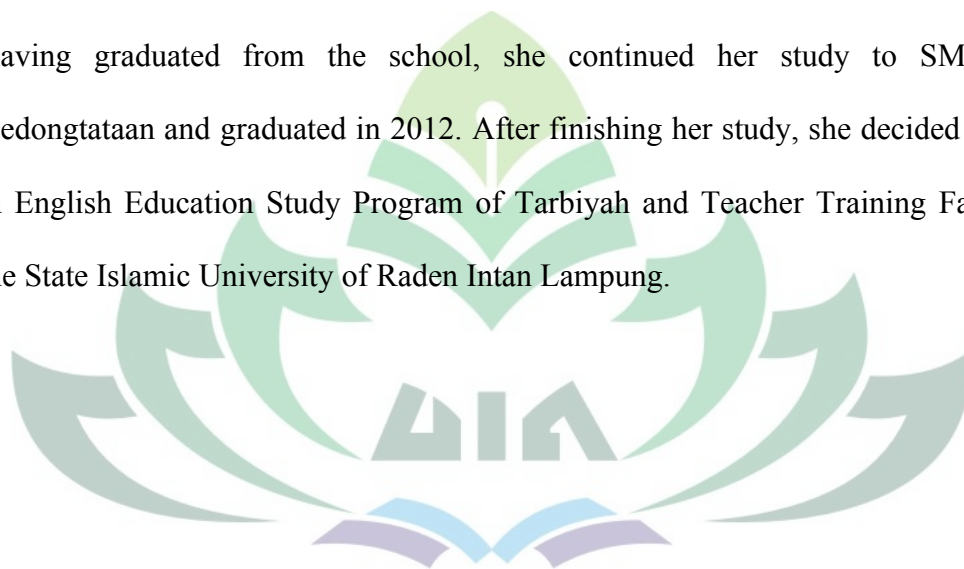 aving graduated from the school, she continued her study to SM
edongtataan and graduated in 2012. After finishing her study, she decided
English Education Study Program of Tarbiyah and Teacher Training Fa
e State Islamic University of Raden Intan Lampung.
UIN